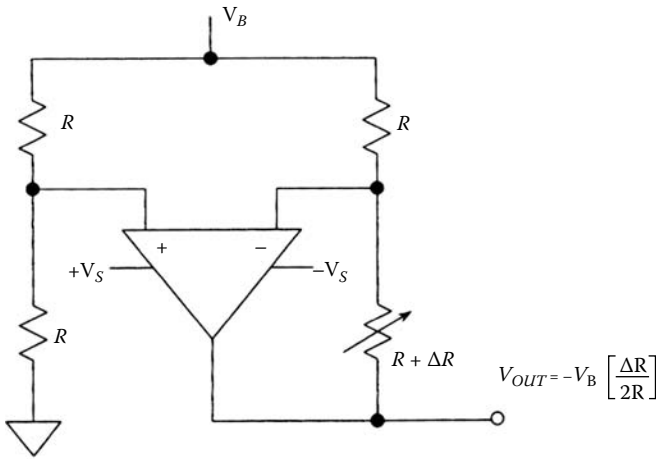 V_B
R
R
+
−
+V_S
−V_S
R
R + ΔR
V_OUT = −V_B [ΔR/2R]